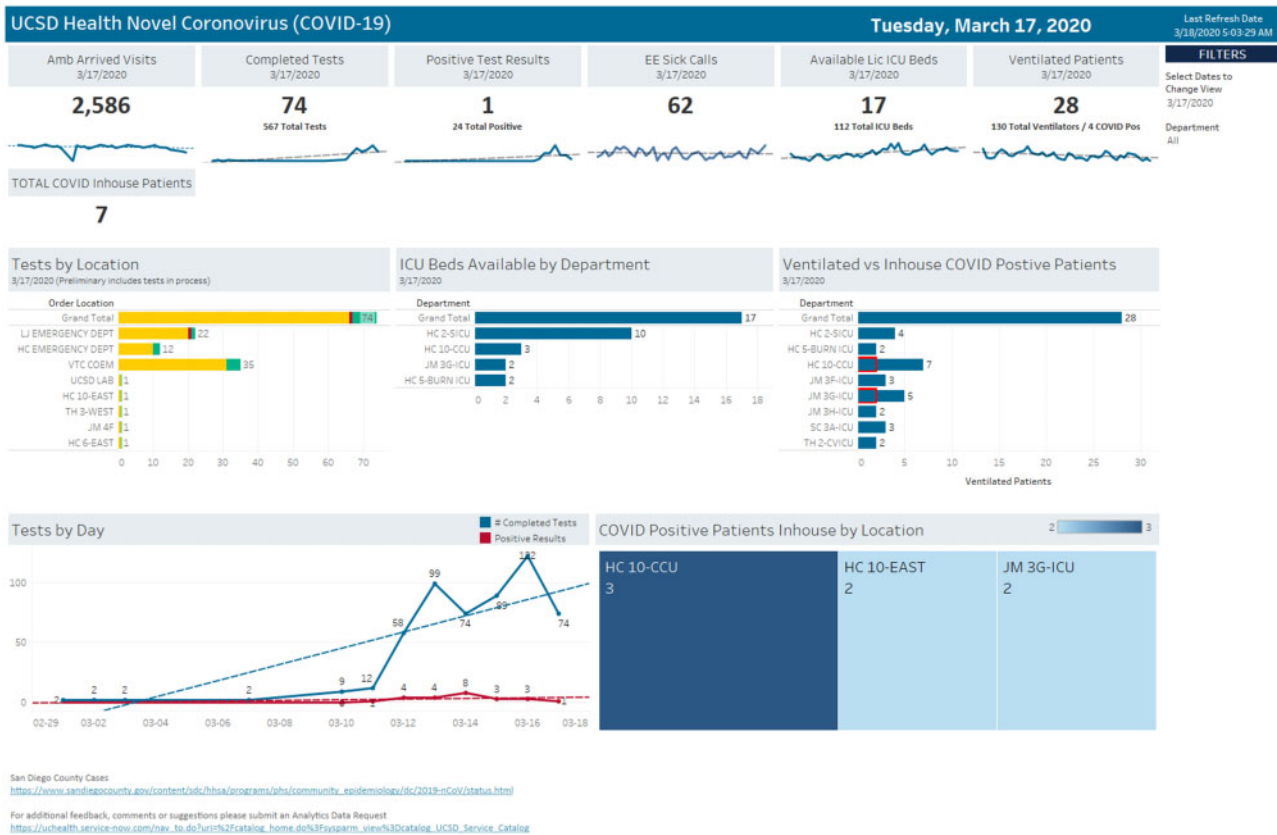 UCSD Health Novel Coronovirus (COVID-19)
Tuesday, March 17, 2020
Last Refresh Date
3/18/2020 5:03:29 AM
FILTERS
Select Dates to
Change View
3/17/2020
Department
All
Amb Arrived Visits
3/17/2020
2,586
Completed Tests
3/17/2020
74
567 Total Tests
Positive Test Results
3/17/2020
1
24 Total Positive
EE Sick Calls
3/17/2020
62
Available Lic ICU Beds
3/17/2020
17
112 Total ICU Beds
Ventilated Patients
3/17/2020
28
130 Total Ventilators / 4 COVID Pos
TOTAL COVID Inhouse Patients
7
Tests by Location
3/17/2020 (Preliminary includes tests in process)
Order Location
Grand Total 74
LJ EMERGENCY DEPT 22
HC EMERGENCY DEPT 12
VTC COEM 35
UCSD LAB 1
HC 10-EAST 1
TH 3-WEST 1
JM 4F 1
HC 6-EAST 1
0 10 20 30 40 50 60 70
ICU Beds Available by Department
3/17/2020
Department
Grand Total 17
HC 2-SICU 10
HC 10-CCU 3
JM 3G-ICU 2
HC 5-BURN ICU 2
0 2 4 6 8 10 12 14 16 18
Ventilated vs Inhouse COVID Postive Patients
3/17/2020
Department
Grand Total 28
HC 2-SICU 4
HC 5-BURN ICU 2
HC 10-CCU 7
JM 3F-ICU 3
JM 3G-ICU 5
JM 3H-ICU 2
SC 3A-ICU 3
TH 2-CVICU 2
0 5 10 15 20 25 30
Ventilated Patients
Tests by Day
# Completed Tests
Positive Results
100
50
0
2 2 2 2 9 12 58 99 74 89 122 74
0 1 4 4 8 3 3 1
02-29 03-02 03-04 03-06 03-08 03-10 03-12 03-14 03-16 03-18
COVID Positive Patients Inhouse by Location
2 3
HC 10-CCU
3
HC 10-EAST
2
JM 3G-ICU
2
San Diego County Cases
https://www.sandiegocounty.gov/content/sdc/hhsa/programs/phs/community_epidemiology/dc/2019-nCoV/status.html
For additional feedback, comments or suggestions please submit an Analytics Data Request
https://uchealth.service-now.com/nav_to.do?uri=%2Fcatalog_home.do%3Fsysparm_view%3Dcatalog_UCSD_Service_Catalog